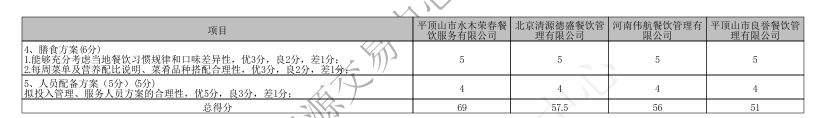 项目 平顶山市水木荣春餐饮服务有限公司 北京清源德盛餐饮管理有限公司 河南伟航餐饮管理有限公司 平顶山市良誉餐饮管理有限公司
4、膳食方案(6分)
1.能够充分考虑当地餐饮习惯规律和口味差异性，优3分，良2分，差1分；
2.每周菜单及营养配比说明、菜肴品种搭配合理性，优3分，良2分，差1分；
5 5 5 5
5、人员配备方案（5分）(5分)
拟投入管理、服务人员方案的合理性，优5分，良3分，差1分；
4 4 4 4
总得分 69 57.5 56 51
源交易中心
中心